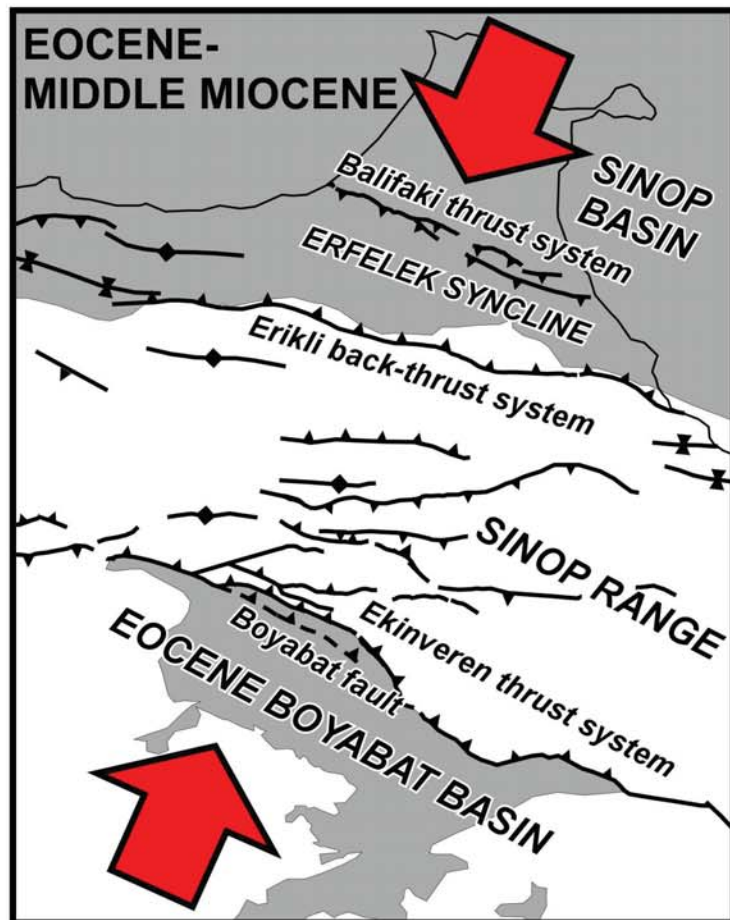 EOCENE-
MIDDLE MIOCENE
SINOP
BASIN
Balifaki thrust system
ERFELEK SYNCLINE
Erikli back-thrust system
SINOP RANGE
Ekinveren thrust system
Boyabat fault
EOCENE BOYABAT BASIN